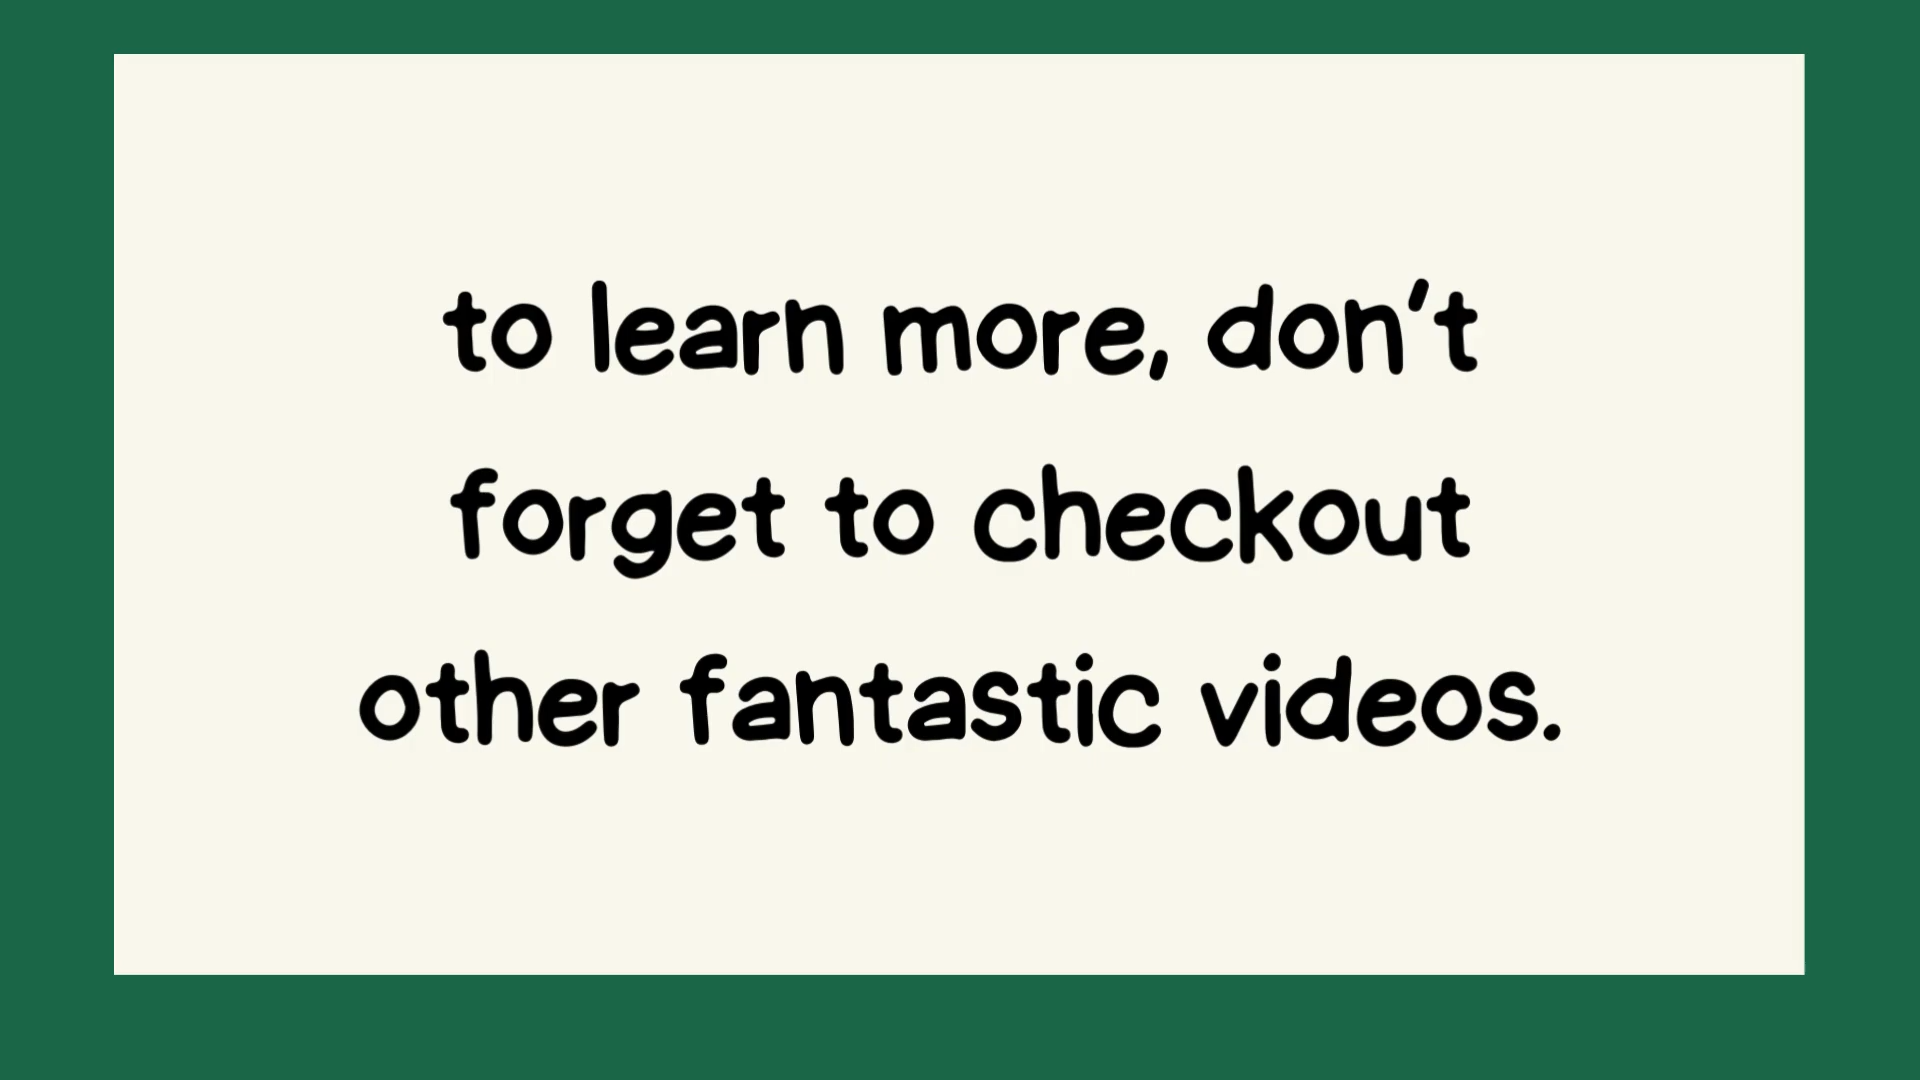 to learn more, don't
forget to checkout
other fantastic videos.